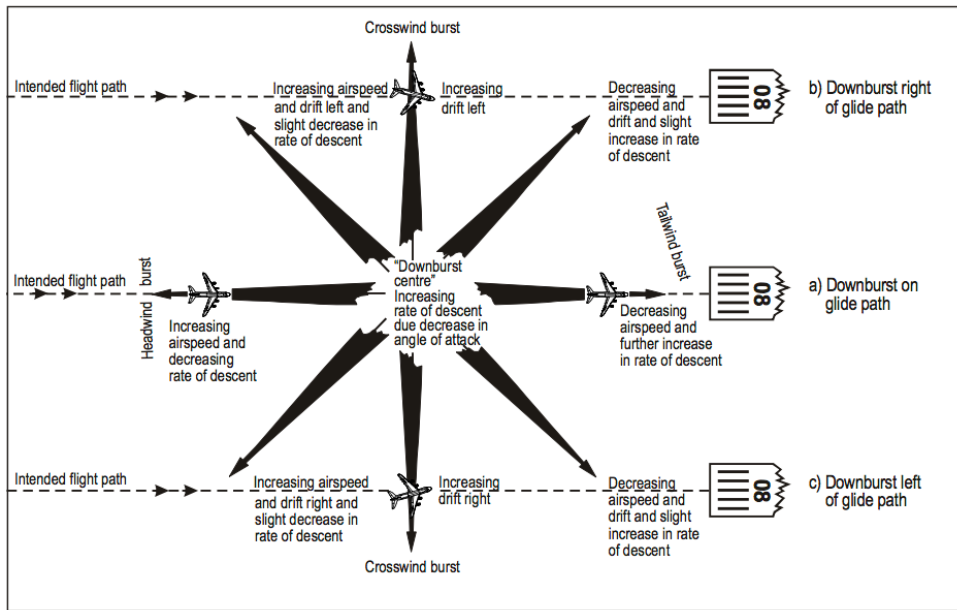 Crosswind burst
Intended flight path
Increasing airspeed
and drift left and
slight decrease in
rate of descent
Increasing
drift left
Decreasing
airspeed and
drift and slight
increase in rate
of descent
08
b) Downburst right
of glide path
Intended flight path
Headwind burst
Increasing
airspeed and
decreasing
rate of descent
"Downburst
centre"
Increasing
rate of descent
due decrease in
angle of attack
Decreasing
airspeed and
further increase
in rate of descent
Tailwind burst
08
a) Downburst on
glide path
Intended flight path
Increasing airspeed
and drift right and
slight decrease in
rate of descent
Increasing
drift right
Decreasing
airspeed and
drift and slight
increase in rate
of descent
08
c) Downburst left
of glide path
Crosswind burst